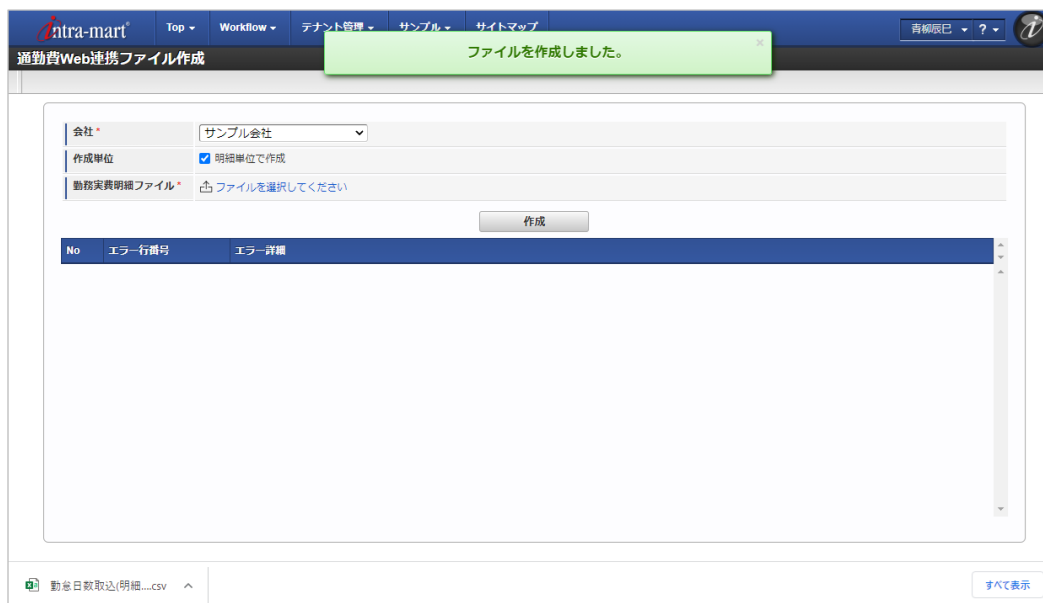 intra-mart®
Top Workflow テナント管理 サンプル サイトマップ
青柳辰巳 ?
通勤費Web連携ファイル作成
ファイルを作成しました。 ×
会社* サンプル会社
作成単位 明細単位で作成
勤務実費明細ファイル* ファイルを選択してください
作成
No エラー行番号 エラー詳細
勤怠日数取込(明細....csv
すべて表示